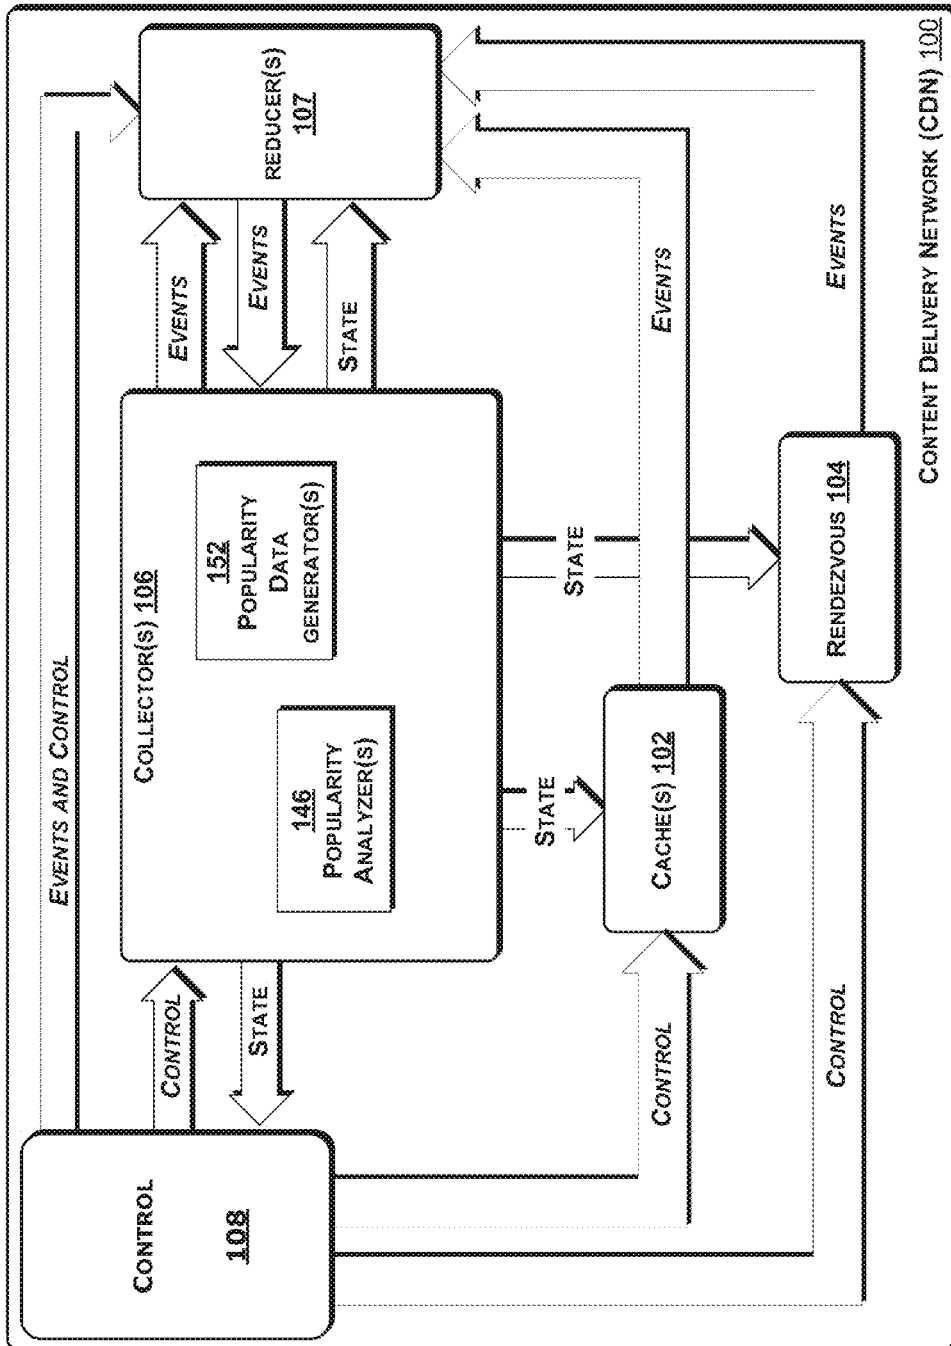 EVENTS AND CONTROL
CONTROL
108
CONTROL
STATE
COLLECTOR(S) 106
146
POPULARITY
ANALYZER(S)
152
POPULARITY
DATA
GENERATOR(S)
EVENTS
EVENTS
STATE
REDUCER(S)
107
STATE
STATE
CONTROL
CACHE(S) 102
EVENTS
CONTROL
RENDEZVOUS 104
EVENTS
CONTENT DELIVERY NETWORK (CDN) 100